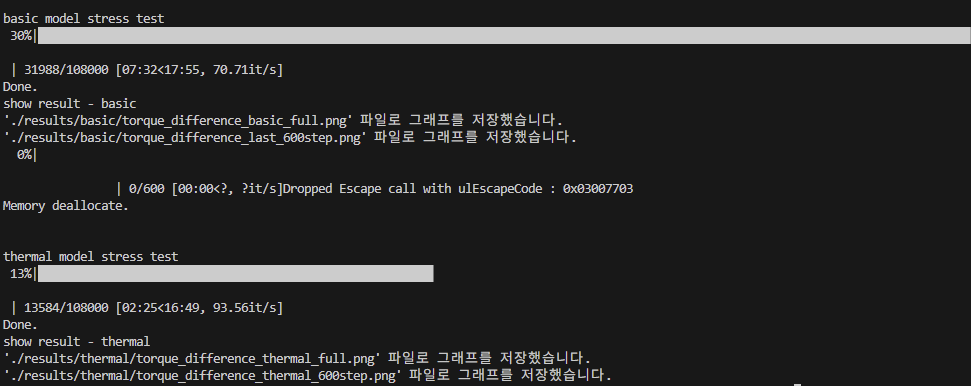 basic model stress test
30%|
| 31988/108000 [07:32<17:55, 70.71it/s]
Done.
show result - basic
'./results/basic/torque_difference_basic_full.png' 파일로 그래프를 저장했습니다.
'./results/basic/torque_difference_last_600step.png' 파일로 그래프를 저장했습니다.
0%|
| 0/600 [00:00<?, ?it/s]Dropped Escape call with ulEscapeCode : 0x03007703
Memory deallocate.
thermal model stress test
13%|
| 13584/108000 [02:25<16:49, 93.56it/s]
Done.
show result - thermal
'./results/thermal/torque_difference_thermal_full.png' 파일로 그래프를 저장했습니다.
'./results/thermal/torque_difference_thermal_600step.png' 파일로 그래프를 저장했습니다.